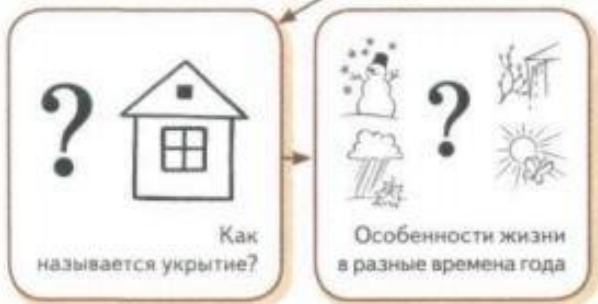 ?
Как
называется укрытие?
?
Особенности жизни
в разные времена года